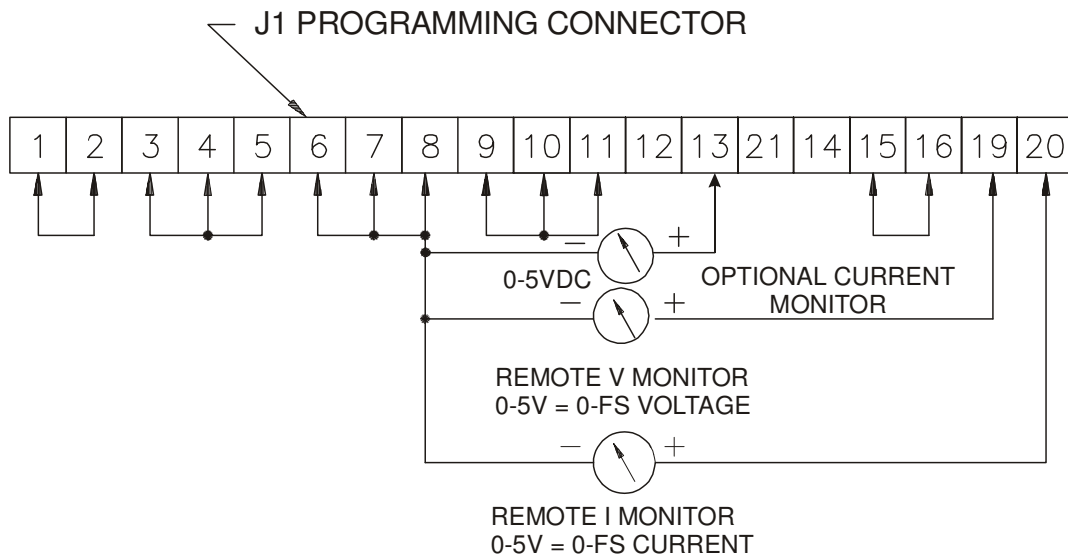 J1 PROGRAMMING CONNECTOR
1 2 3 4 5 6 7 8 9 10 11 12 13 21 14 15 16 19 20
− +
0-5VDC
OPTIONAL CURRENT
MONITOR
− +
REMOTE V MONITOR
0-5V = 0-FS VOLTAGE
− +
REMOTE I MONITOR
0-5V = 0-FS CURRENT